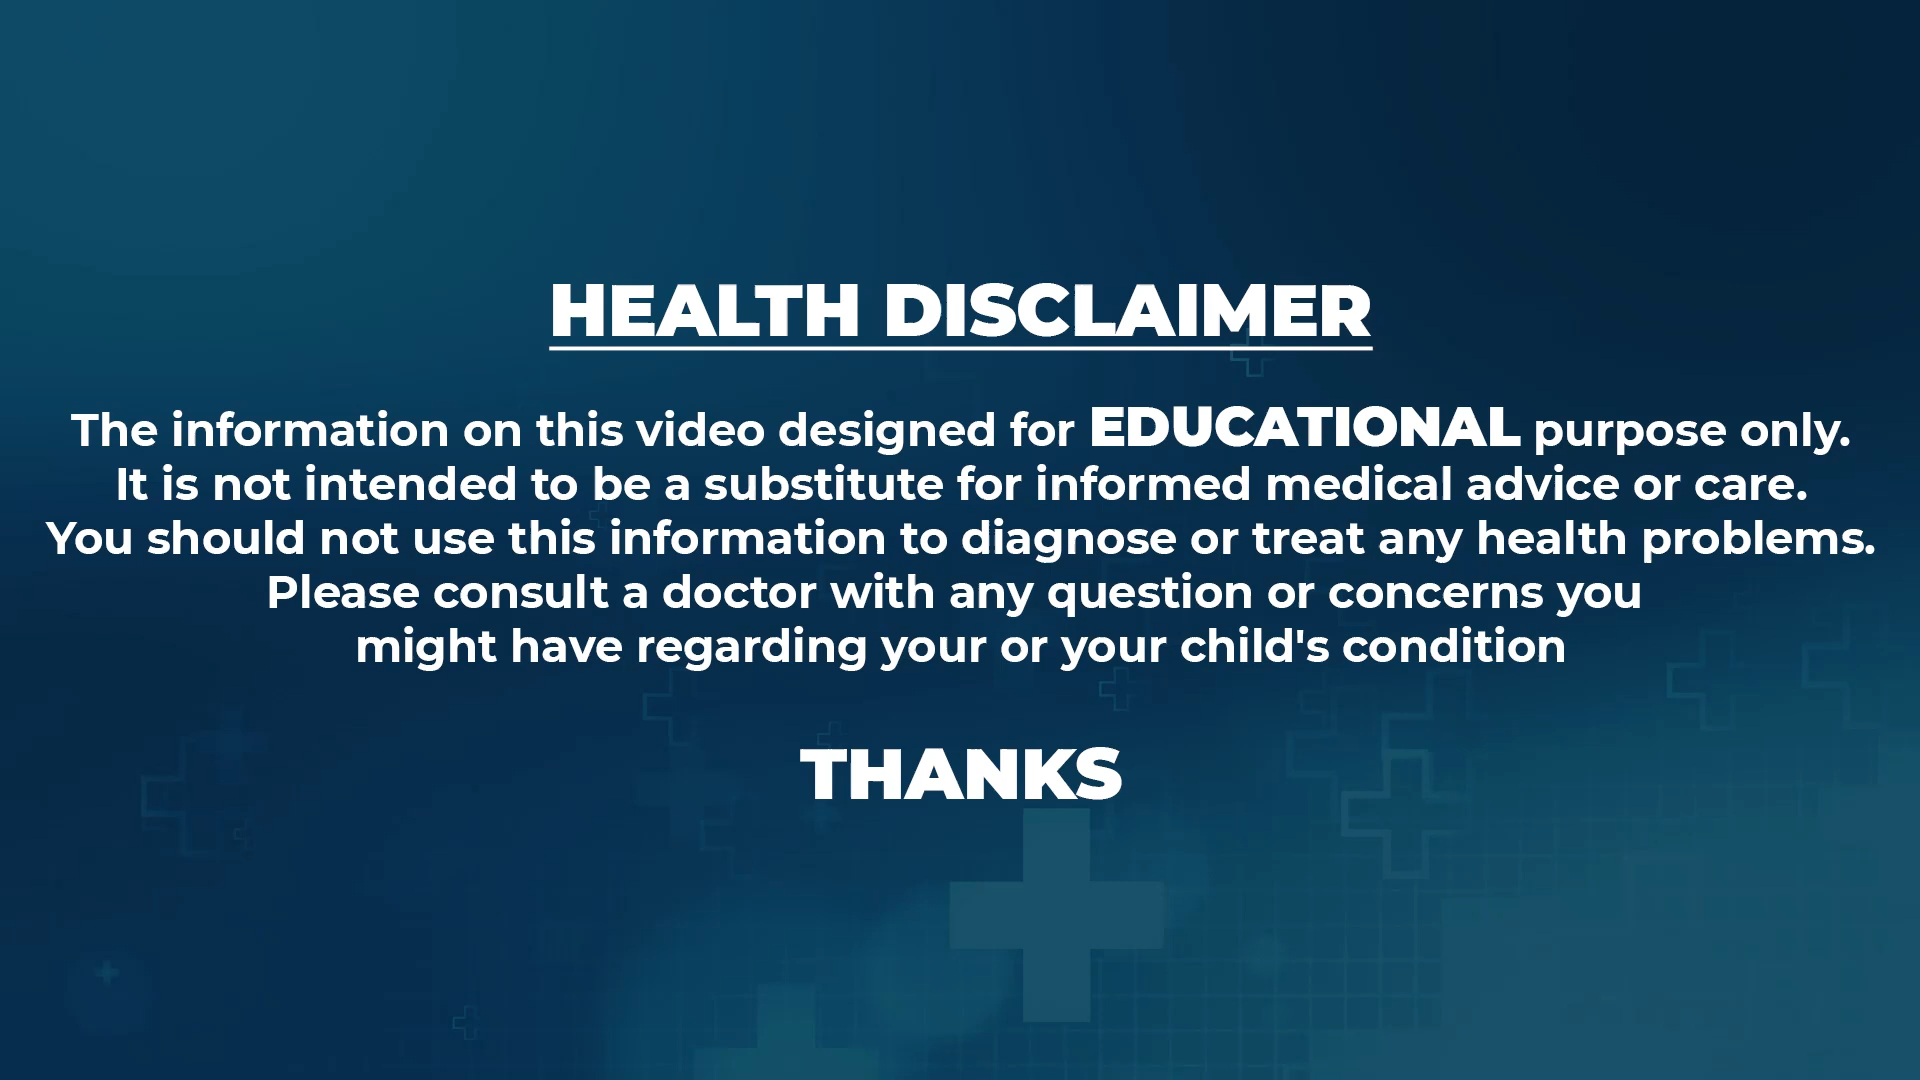 HEALTH DISCLAIMER
The information on this video designed for EDUCATIONAL purpose only.
It is not intended to be a substitute for informed medical advice or care.
You should not use this information to diagnose or treat any health problems.
Please consult a doctor with any question or concerns you
might have regarding your or your child's condition
THANKS